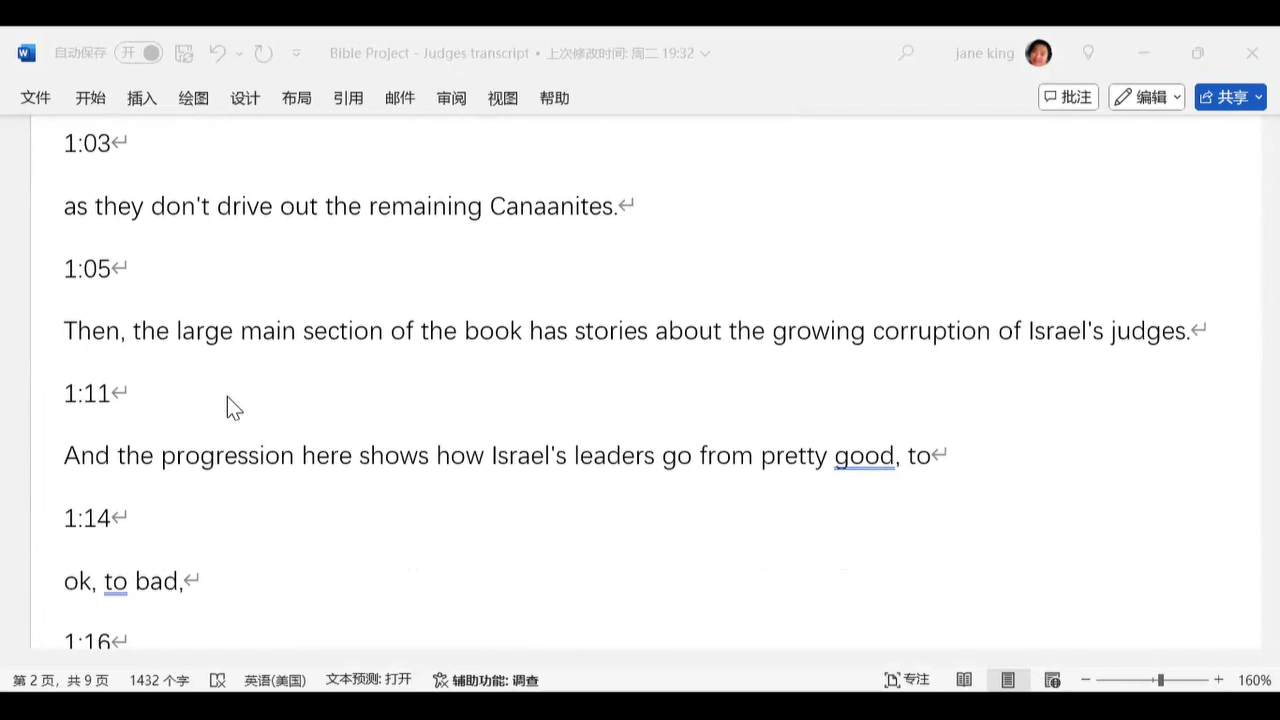 自动保存 开 Bible Project - Judges transcript • 上次修改时间: 周二 19:32 jane king
文件 开始 插入 绘图 设计 布局 引用 邮件 审阅 视图 帮助 批注 编辑 共享
1:03
as they don't drive out the remaining Canaanites.
1:05
Then, the large main section of the book has stories about the growing corruption of Israel's judges.
1:11
And the progression here shows how Israel's leaders go from pretty good, to
1:14
ok, to bad,
1:16
第 2 页，共 9 页 1432 个字 英语(美国) 文本预测: 打开 辅助功能: 调查 专注 160%